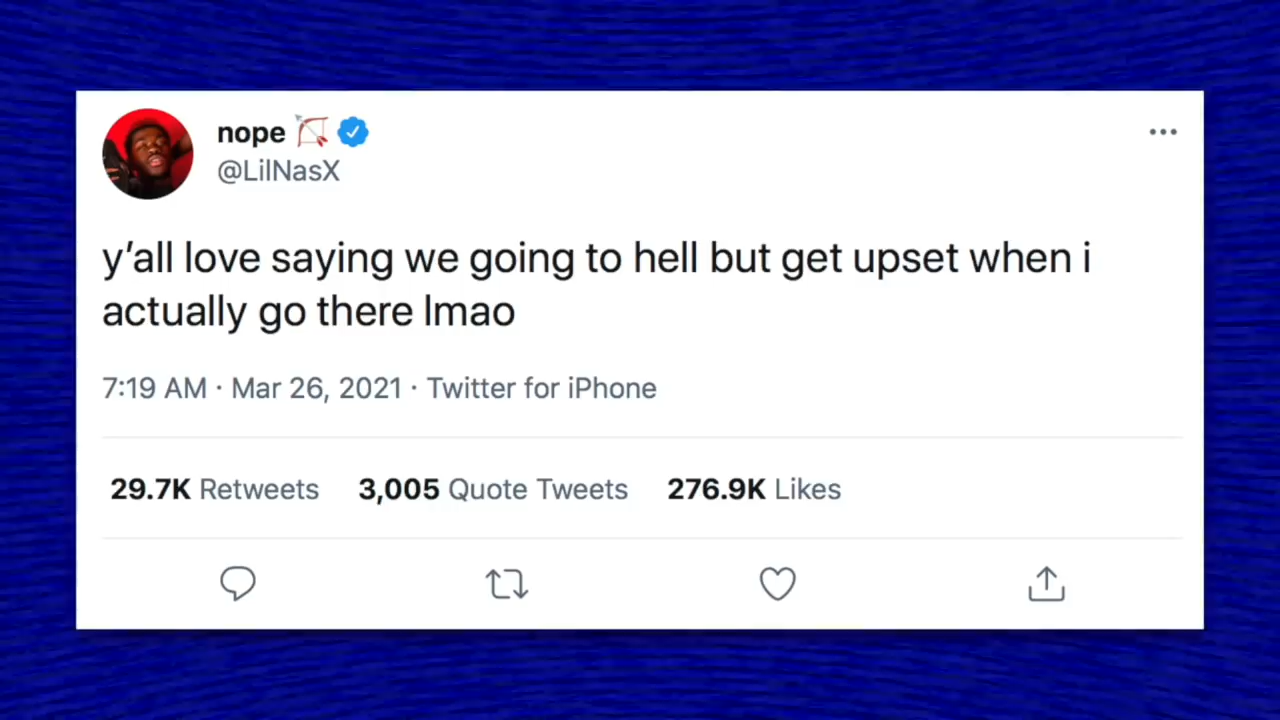 nope 🏹
@LilNasX
y'all love saying we going to hell but get upset when i
actually go there lmao
7:19 AM · Mar 26, 2021 · Twitter for iPhone
29.7K Retweets 3,005 Quote Tweets 276.9K Likes